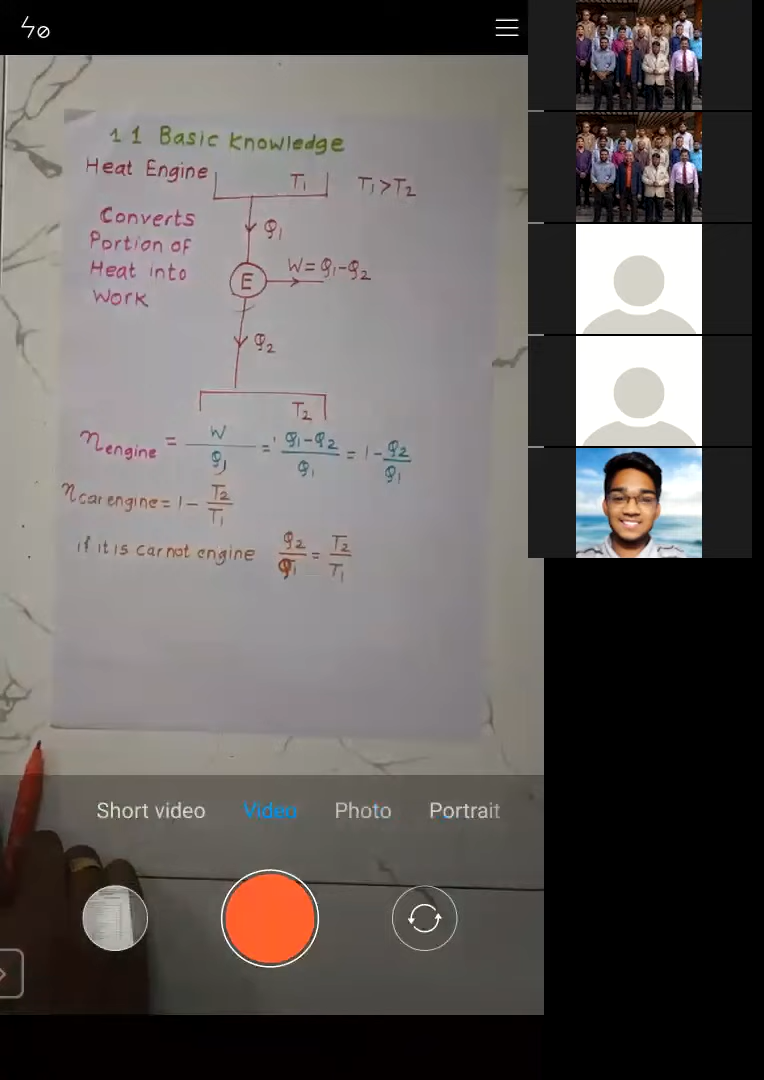 1 1 Basic Knowledge
Heat Engine
T1
T1>T2
Converts
Portion of
Heat into
Work
Q1
E
W=Q1-Q2
Q2
T2
ηengine = W/Q1 = Q1-Q2/Q1 = 1-Q2/Q1
ηcar engine = 1- T2/T1
if it is carnot engine Q2/Q1 = T2/T1
Short video Video Photo Portrait